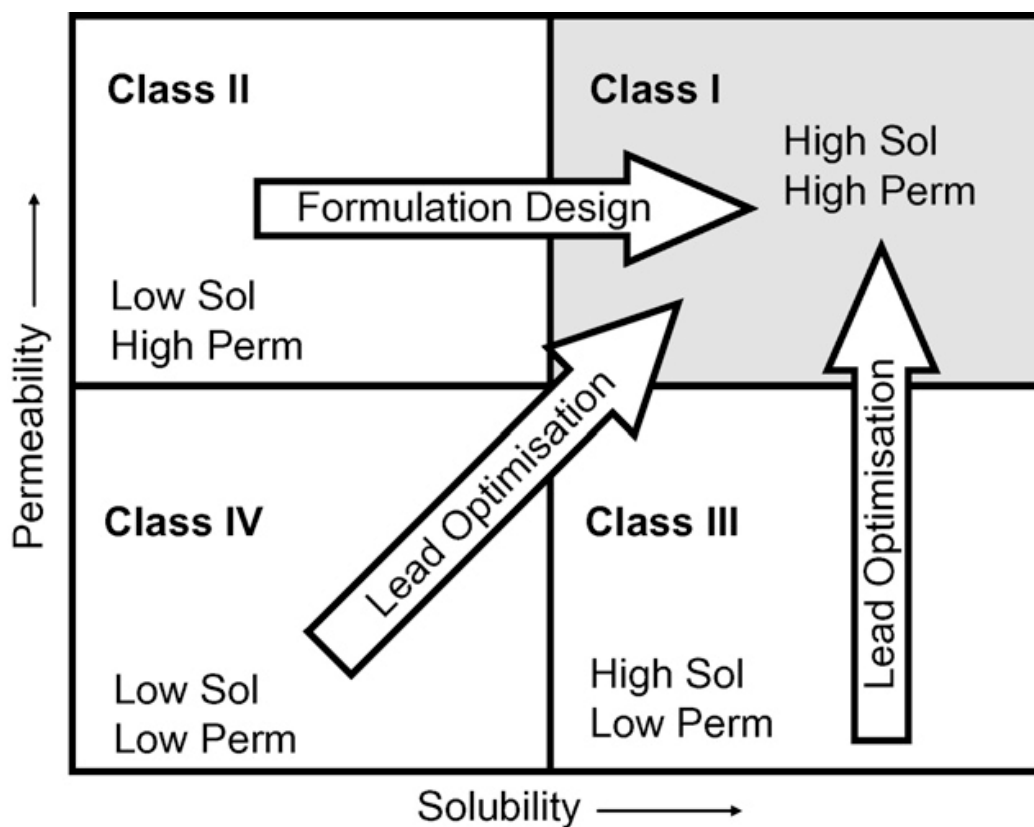 Class II
Class I
High Sol
High Perm
Formulation Design
Low Sol
High Perm
Permeability
Class IV
Lead Optimisation
Class III
Lead Optimisation
Low Sol
Low Perm
High Sol
Low Perm
Solubility